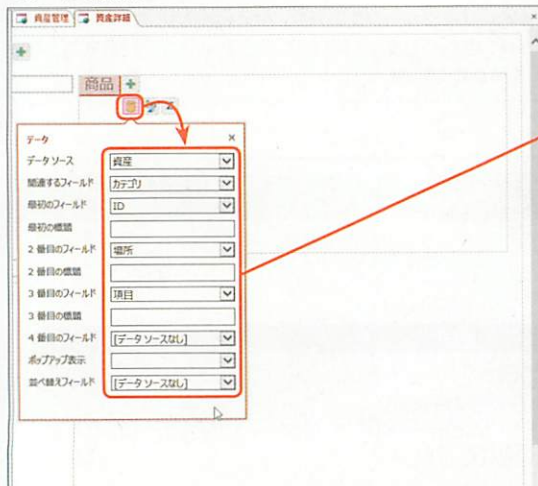 資産管理 資産詳細
商品
データ
データ ソース 資産
関連するフィールド カテゴリ
最初のフィールド ID
最初の標題
2 番目のフィールド 場所
2 番目の標題
3 番目のフィールド 項目
3 番目の標題
4 番目のフィールド [データ ソースなし]
ポップアップ表示
並べ替えフィールド [データ ソースなし]